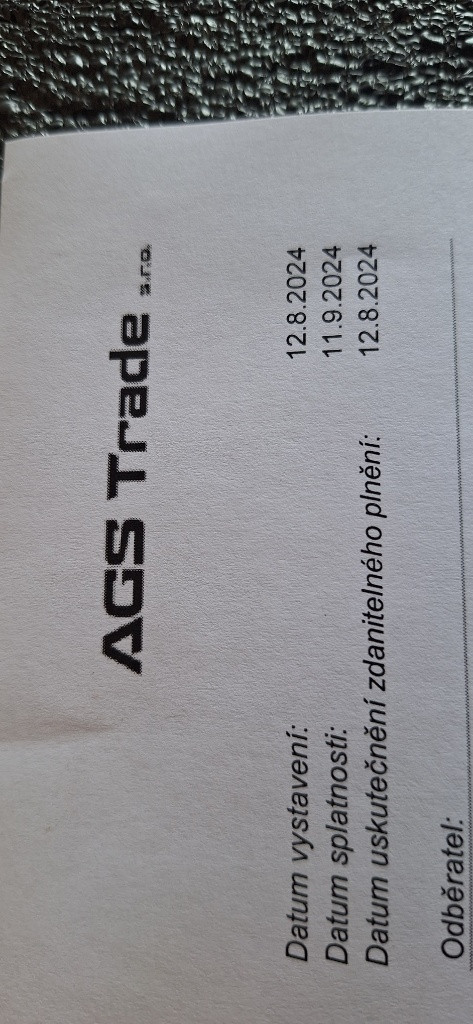 AGS Trade s.r.o.
Datum vystavení: 12.8.2024
Datum splatnosti: 11.9.2024
Datum uskutečnění zdanitelného plnění: 12.8.2024
Odběratel: